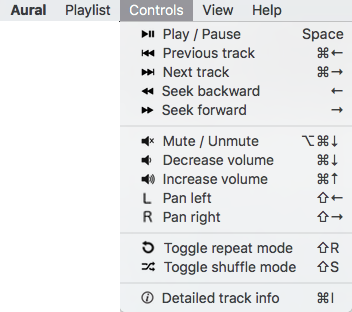 Aural Playlist Controls View Help
Play / Pause Space
Previous track ⌘←
Next track ⌘→
Seek backward ←
Seek forward →
Mute / Unmute ⌥⌘↓
Decrease volume ⌘↓
Increase volume ⌘↑
L Pan left ⇧←
R Pan right ⇧→
Toggle repeat mode ⇧R
Toggle shuffle mode ⇧S
Detailed track info ⌘I